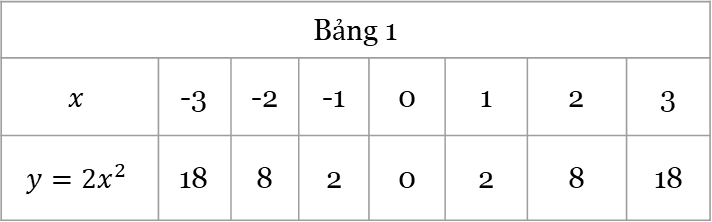 Bảng 1
x -3 -2 -1 0 1 2 3
y = 2x² 18 8 2 0 2 8 18